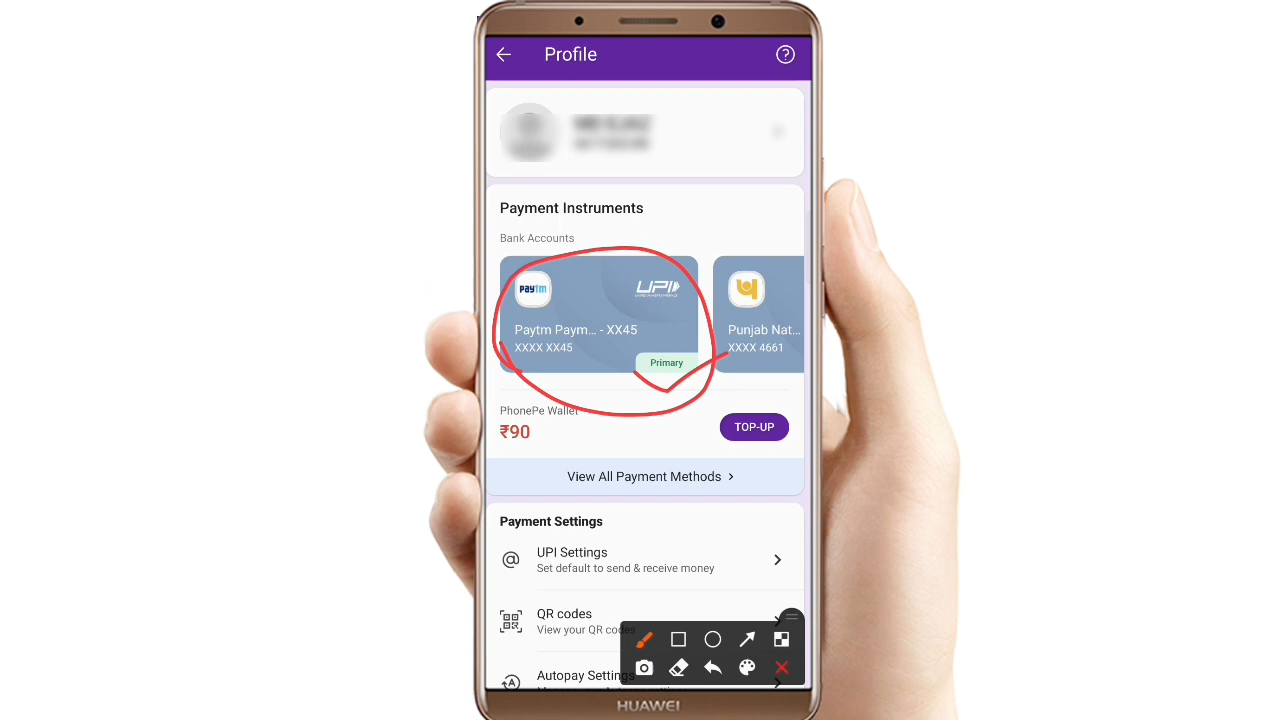 Profile
Payment Instruments
Bank Accounts
paytm
UPI
Paytm Paym... - XX45
XXXX XX45
Primary
Punjab Nat...
XXXX 4661
PhonePe Wallet
₹90
TOP-UP
View All Payment Methods
Payment Settings
UPI Settings
Set default to send & receive money
QR codes
View your QR codes
Autopay Settings
HUAWEI